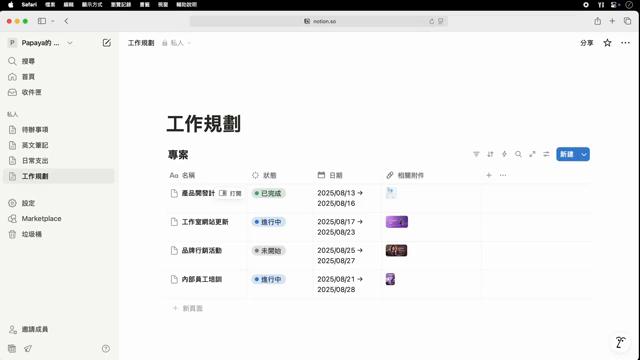 Safari 檔案 編輯 顯示方式 瀏覽記錄 書籤 視窗 輔助說明
notion.so
P Papaya的 ...
工作規劃 私人
分享
搜尋
首頁
收件匣
私人
待辦事項
英文筆記
日常支出
工作規劃
設定
Marketplace
垃圾桶
邀請成員
工作規劃
專案
新建
Aa 名稱 狀態 日期 相關附件
產品開發計 打開 已完成 2025/08/13 →
2025/08/16
工作室網站更新 進行中 2025/08/17 →
2025/08/23
品牌行銷活動 未開始 2025/08/25 →
2025/08/27
內部員工培訓 進行中 2025/08/21 →
2025/08/28
+ 新頁面